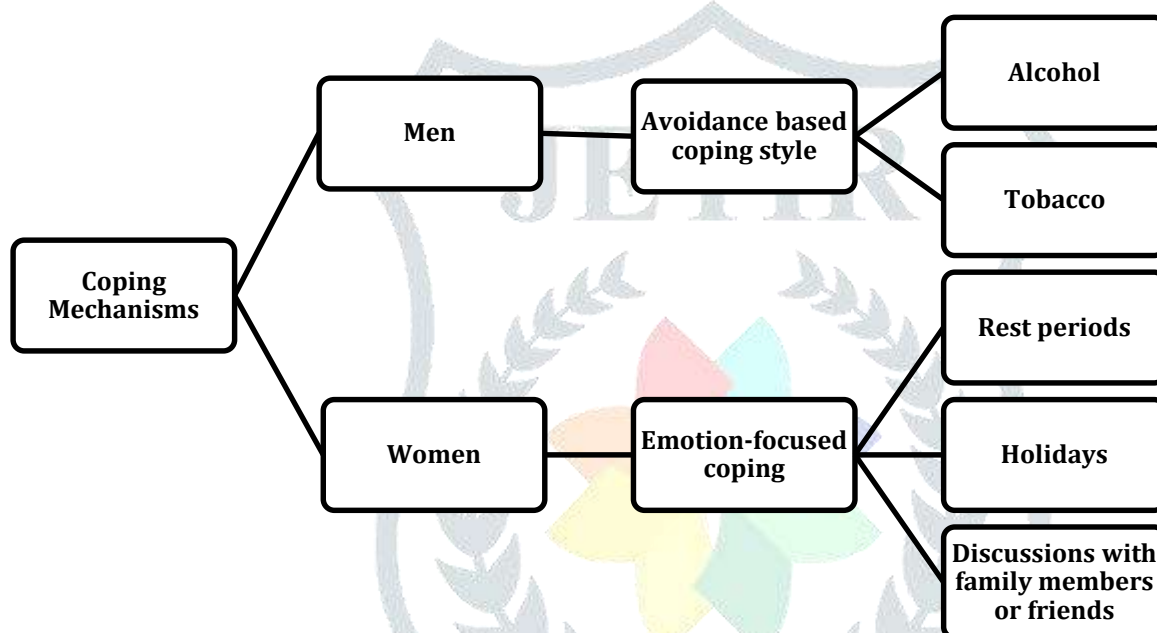 Alcohol
Men
Avoidance based
coping style
JETIR
Tobacco
Coping
Mechanisms
Rest periods
Women
Emotion-focused
coping
Holidays
Discussions with
family members
or friends